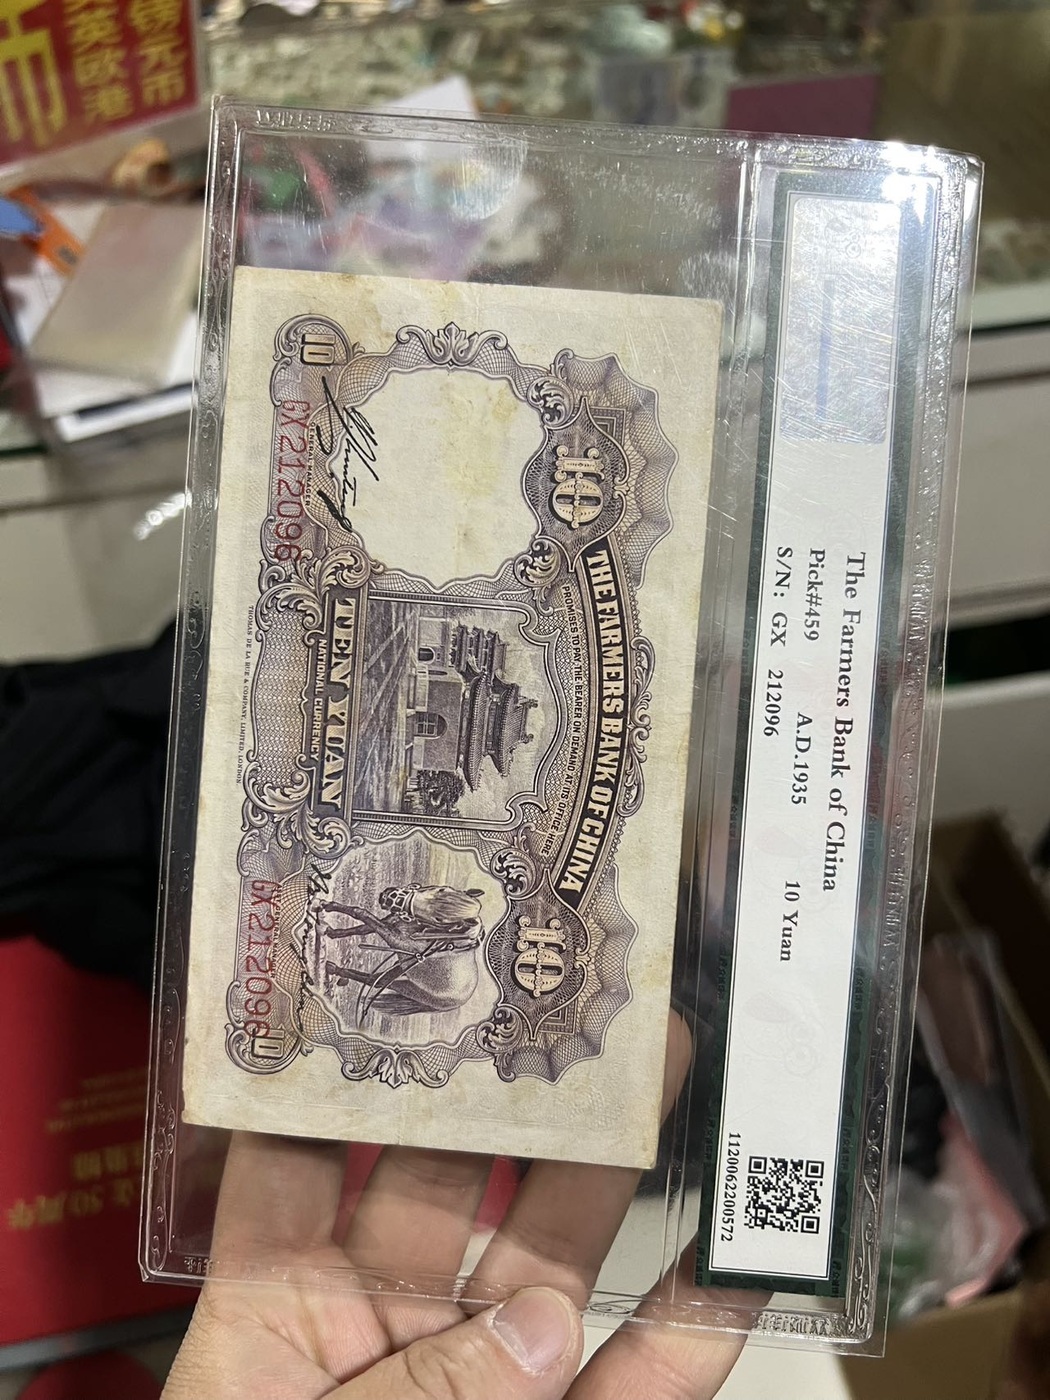 The Farmers Bank of China
Pick#459 A.D.1935 10 Yuan
S/N: GX 212096
1120062200572
10
10
THE FARMERS BANK OF CHINA
PROMISES TO PAY THE BEARER ON DEMAND AT ITS OFFICE HERE
TEN YUAN
NATIONAL CURRENCY
10
GX212096
GX212096
10
THOMAS DE LA RUE & COMPANY, LIMITED, LONDON